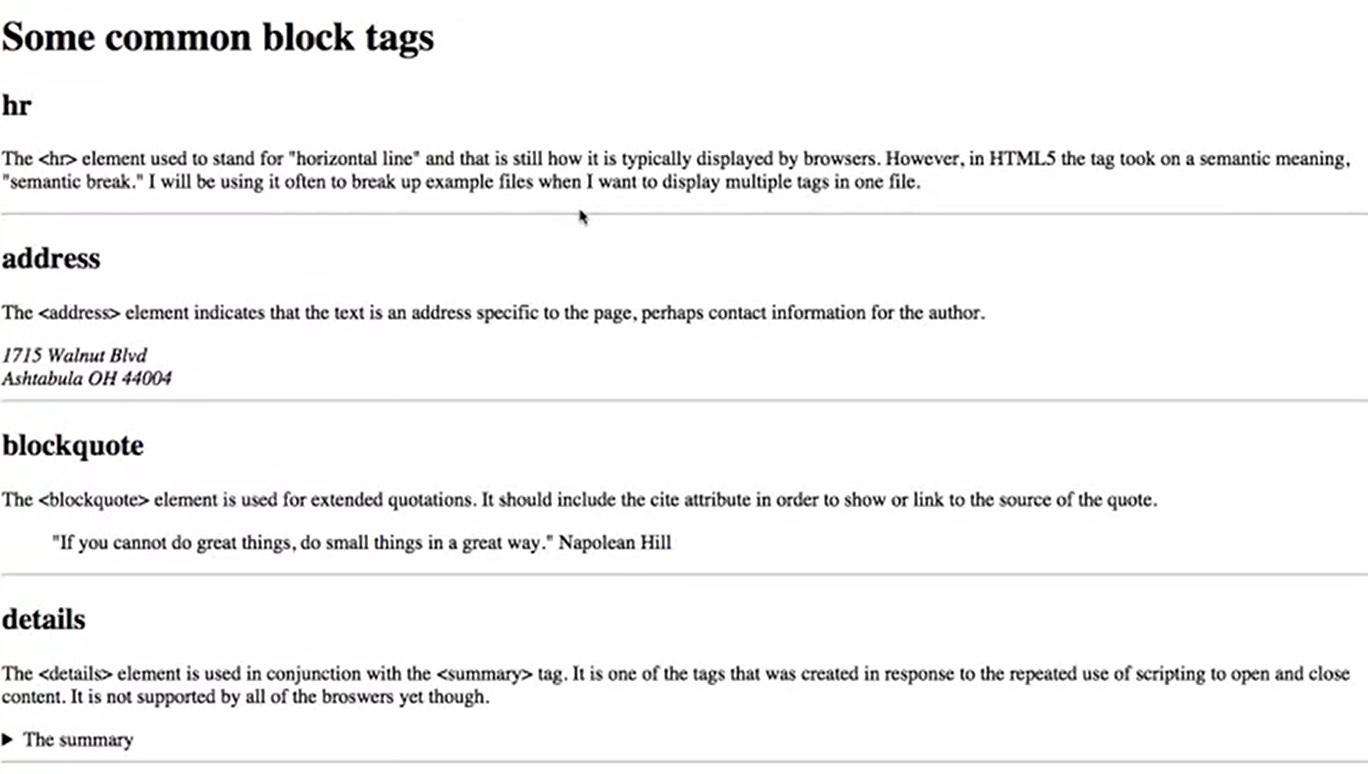 Some common block tags
hr
The <hr> element used to stand for "horizontal line" and that is still how it is typically displayed by browsers. However, in HTML5 the tag took on a semantic meaning,
"semantic break." I will be using it often to break up example files when I want to display multiple tags in one file.
address
The <address> element indicates that the text is an address specific to the page, perhaps contact information for the author.
1715 Walnut Blvd
Ashtabula OH 44004
blockquote
The <blockquote> element is used for extended quotations. It should include the cite attribute in order to show or link to the source of the quote.
"If you cannot do great things, do small things in a great way." Napolean Hill
details
The <details> element is used in conjunction with the <summary> tag. It is one of the tags that was created in response to the repeated use of scripting to open and close
content. It is not supported by all of the broswers yet though.
The summary